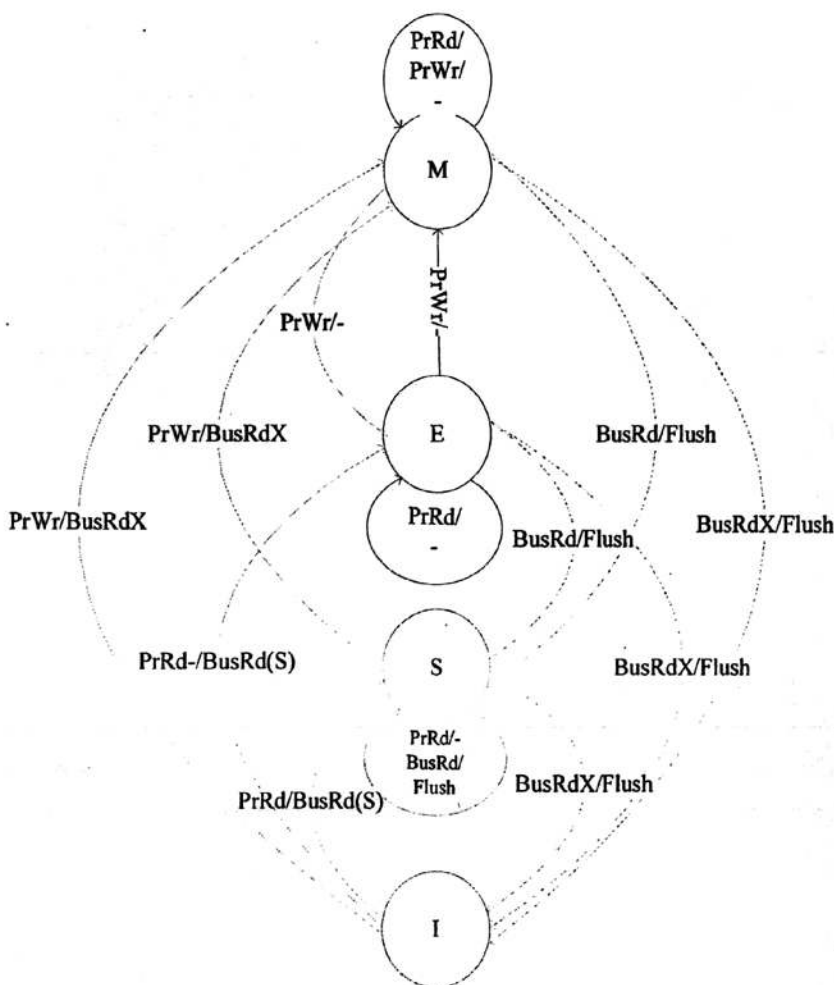 PrRd/
PrWr/
-
M
PrWr/-
PrWr/-
E
PrWr/BusRdX
BusRd/Flush
PrWr/BusRdX
PrRd/
-
BusRd/Flush
BusRdX/Flush
S
PrRd-/BusRd(S)
BusRdX/Flush
PrRd/-
BusRd/
Flush
PrRd/BusRd(S)
BusRdX/Flush
I